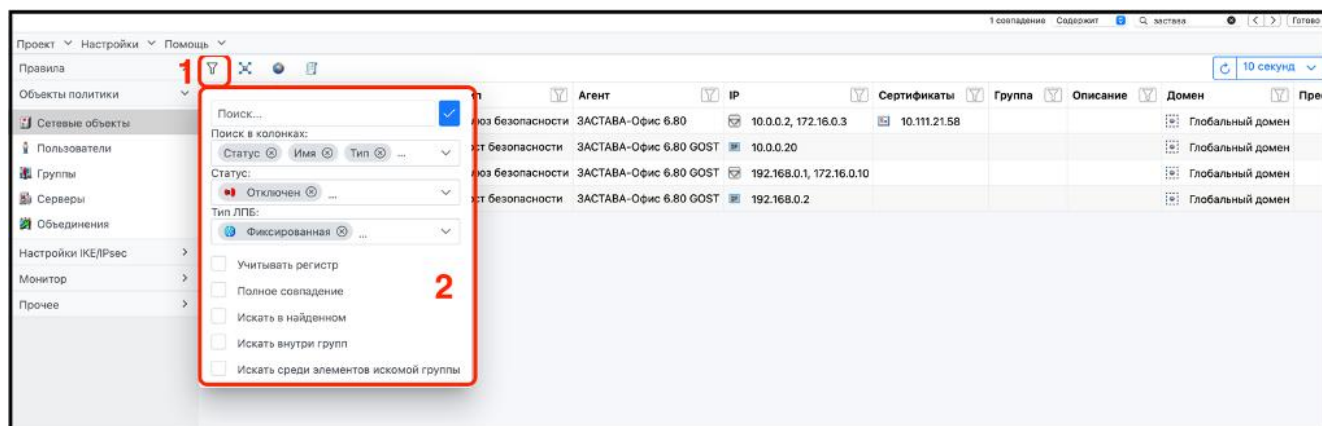 1 совпадение Содержит застава Готово
Проект Настройки Помощь
Правила
1
10 секунд
Объекты политики
Агент IP Сертификаты Группа Описание Домен
Поиск...
Сетевые объекты
юз безопасности ЗАСТАВА-Офис 6.80 10.0.0.2, 172.16.0.3 10.111.21.58 Глобальный домен
Поиск в колонках:
Пользователи
Статус Имя Тип ...
ст безопасности ЗАСТАВА-Офис 6.80 GOST 10.0.0.20 Глобальный домен
Группы
Статус:
юз безопасности ЗАСТАВА-Офис 6.80 GOST 192.168.0.1, 172.16.0.10 Глобальный домен
Серверы
Отключен ...
ст безопасности ЗАСТАВА-Офис 6.80 GOST 192.168.0.2 Глобальный домен
Тип ЛПБ:
Объединения
Фиксированная ...
Настройки IKE/IPsec
Учитывать регистр
Монитор
Полное совпадение
2
Прочее
Искать в найденном
Искать внутри групп
Искать среди элементов искомой группы